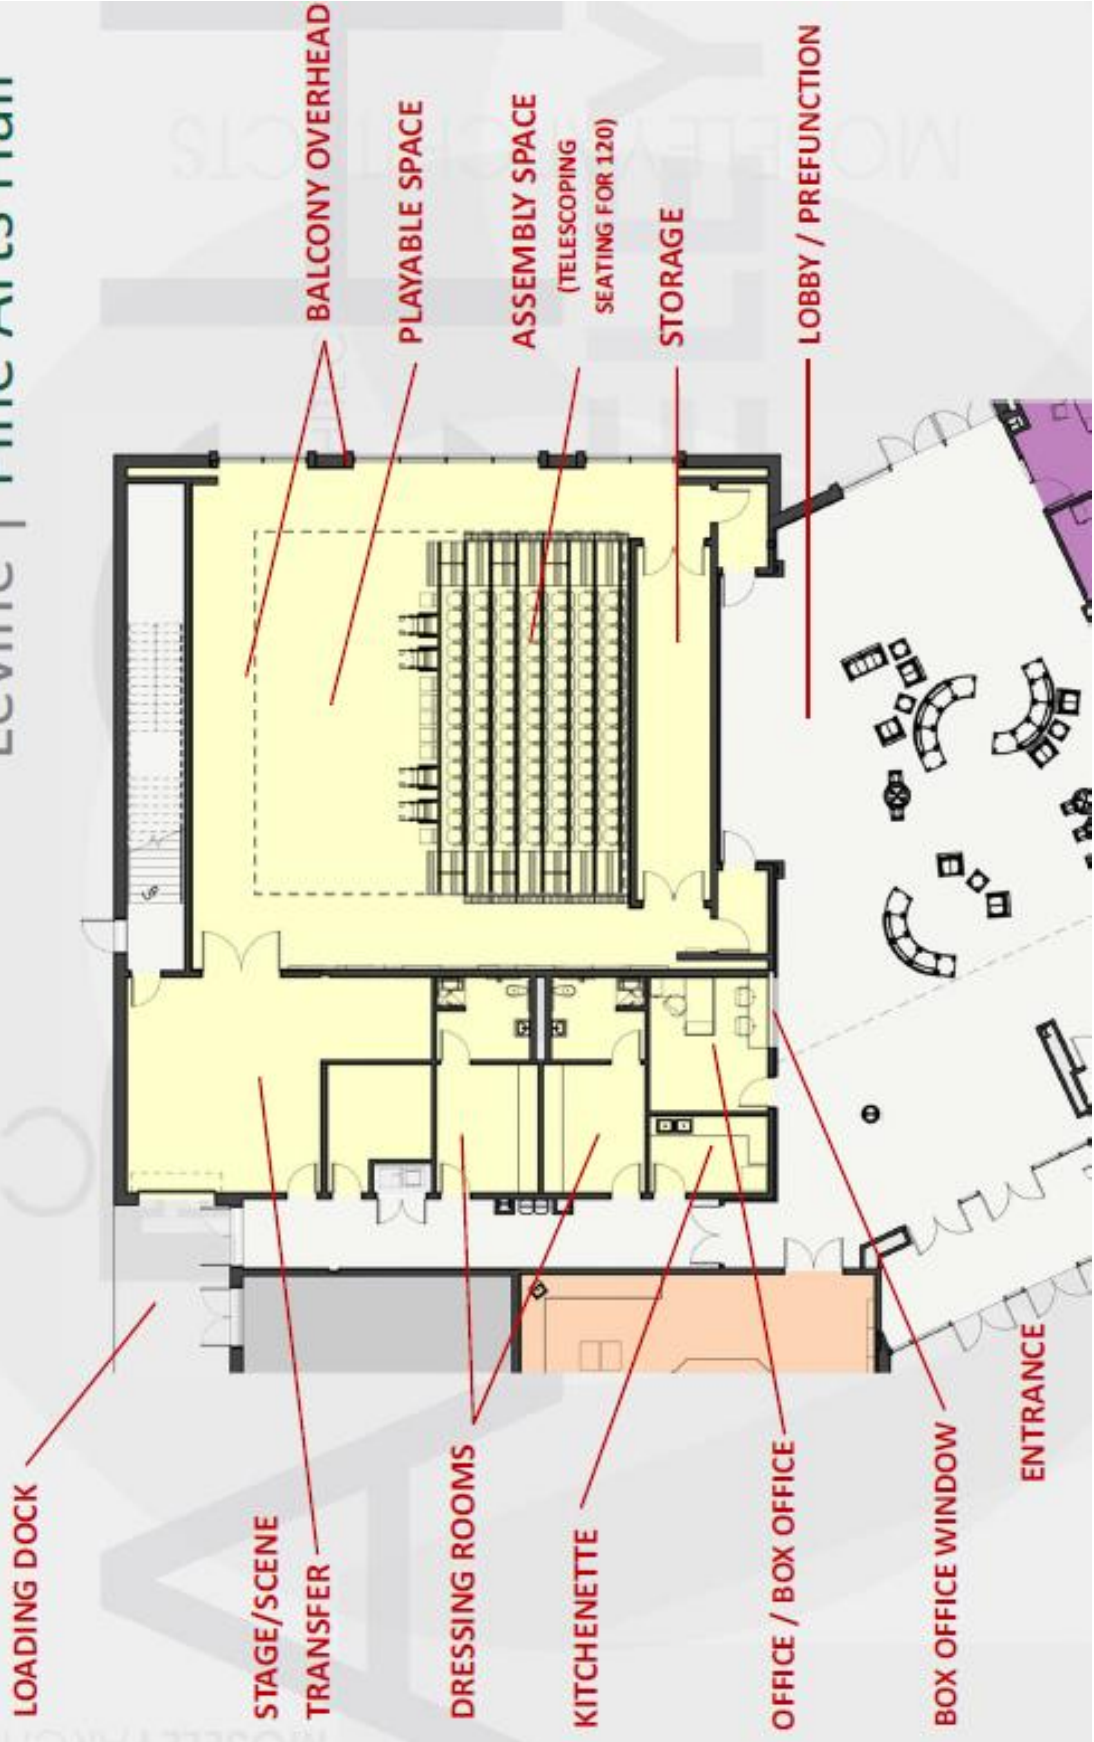 Levine | Fine Arts Hall
LOADING DOCK
STAGE/SCENE
TRANSFER
DRESSING ROOMS
KITCHENETTE
OFFICE / BOX OFFICE
BOX OFFICE WINDOW
ENTRANCE
BALCONY OVERHEAD
PLAYABLE SPACE
ASSEMBLY SPACE
(TELESCOPING
SEATING FOR 120)
STORAGE
LOBBY / PREFUNCTION
UP